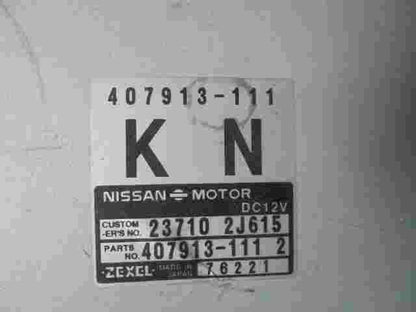 407913-111
K N
NISSAN MOTOR
DC12V
CUSTOM -ER'S NO. 23710 2J615
PARTS NO. 407913-111 2
ZEXEL MADE IN JAPAN 76221